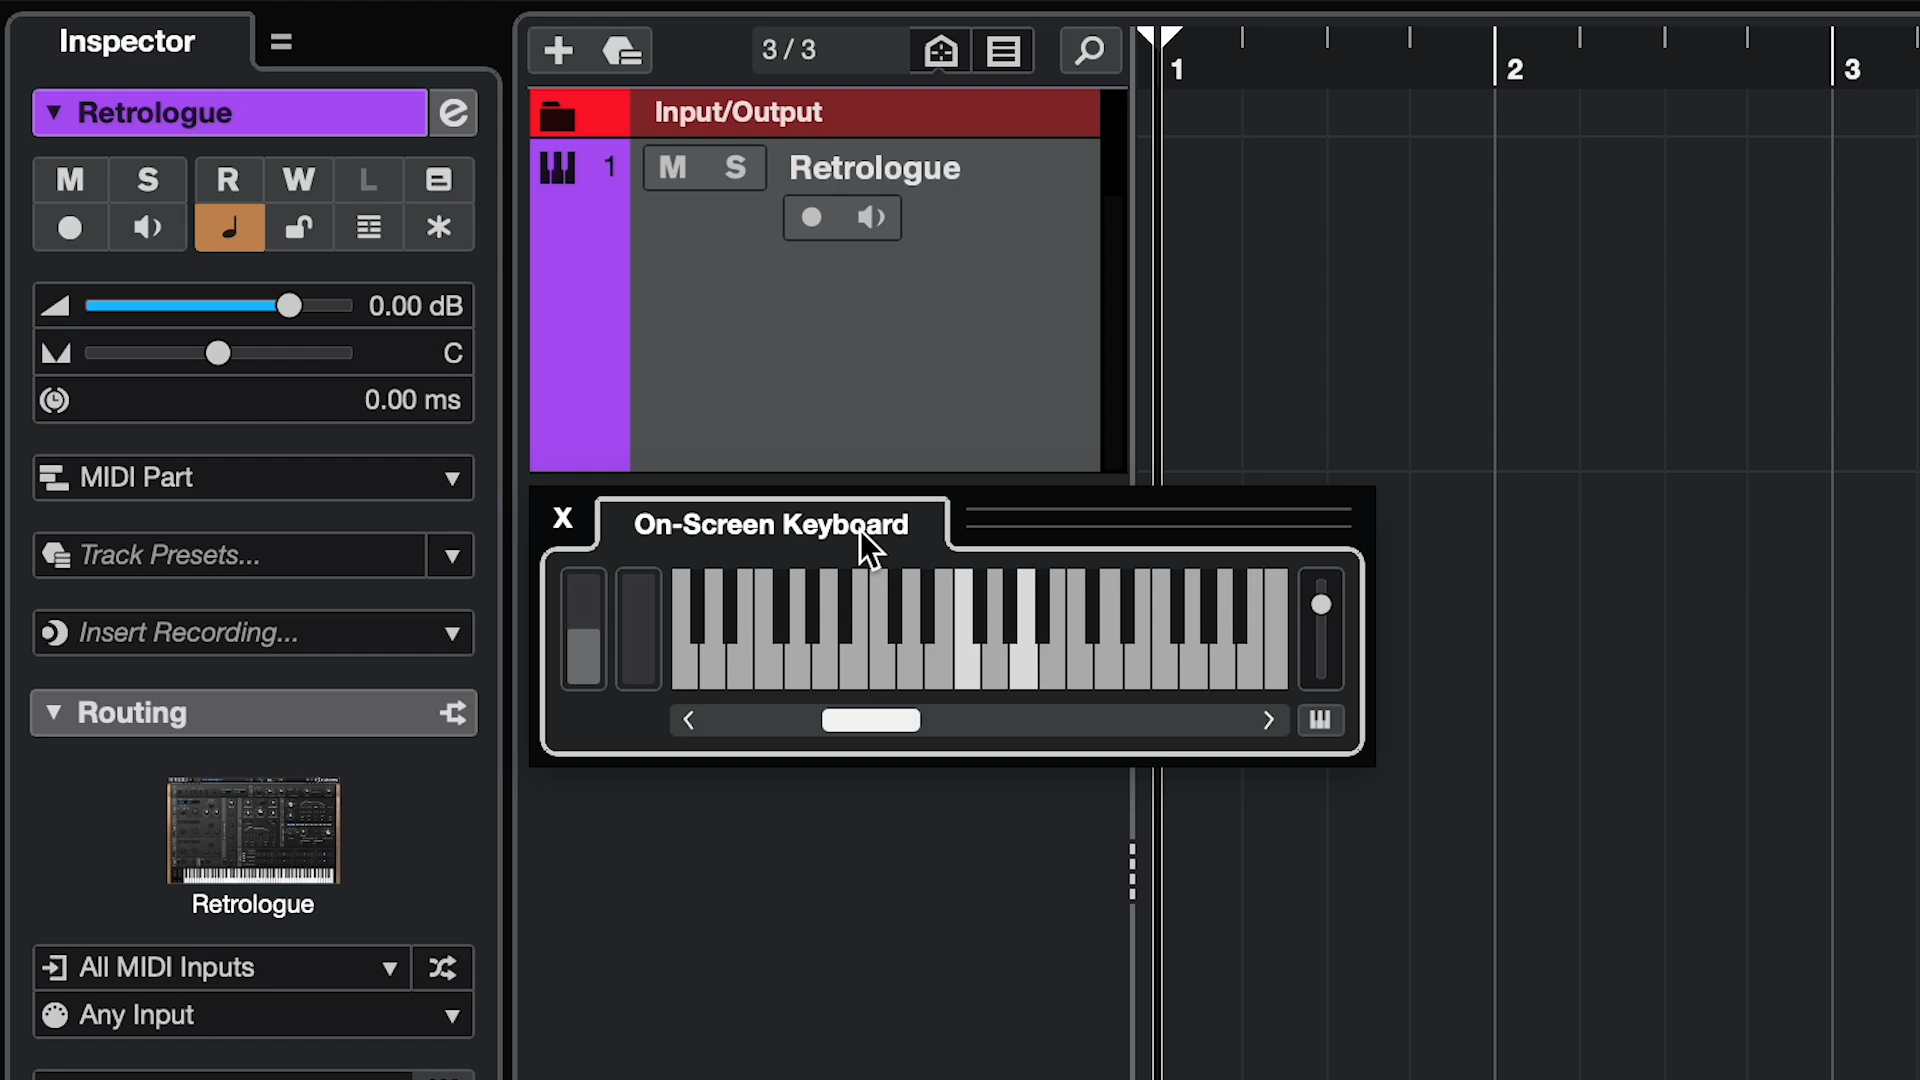 Inspector
Retrologue
M S R W L
0.00 dB
C
0.00 ms
MIDI Part
Track Presets...
Insert Recording...
Routing
Retrologue
All MIDI Inputs
Any Input
3 / 3
Input/Output
1 M S Retrologue
1 2 3
X On-Screen Keyboard